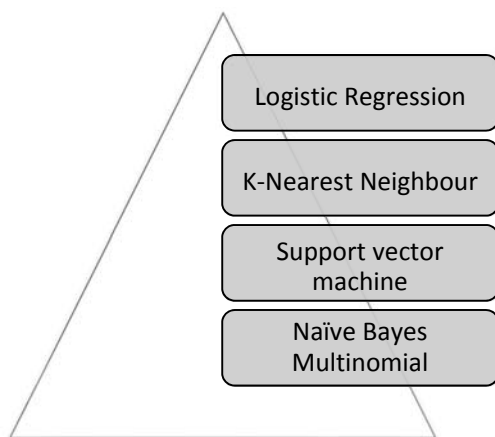 Logistic Regression
K-Nearest Neighbour
Support vector
machine
Naïve Bayes
Multinomial